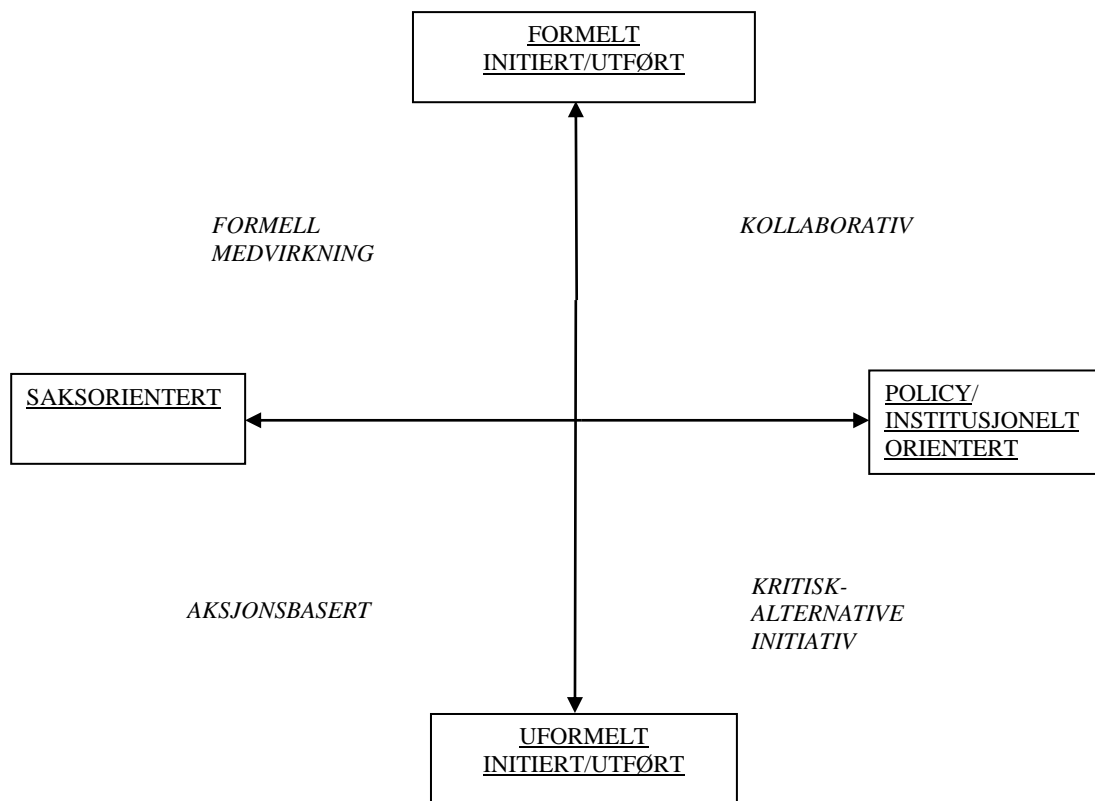 FORMELT
INITIERT/UTFØRT
FORMELL
MEDVIRKNING
KOLLABORATIV
SAKSORIENTERT
POLICY/
INSTITUSJONELT
ORIENTERT
AKSJONSBASERT
KRITISK-
ALTERNATIVE
INITIATIV
UFORMELT
INITIERT/UTFØRT